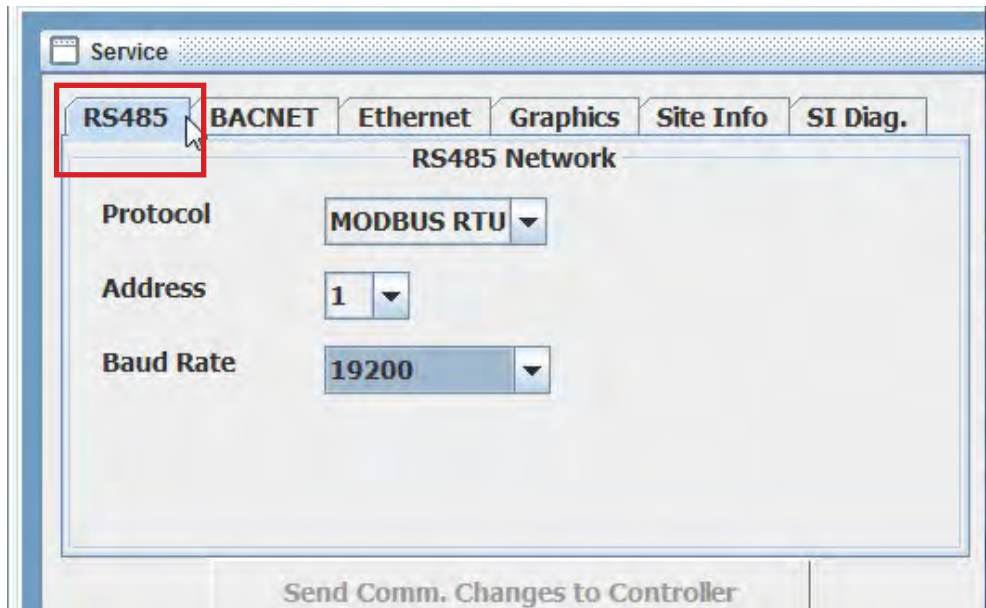 Service
RS485 BACNET Ethernet Graphics Site Info SI Diag.
RS485 Network
Protocol MODBUS RTU
Address 1
Baud Rate 19200
Send Comm. Changes to Controller